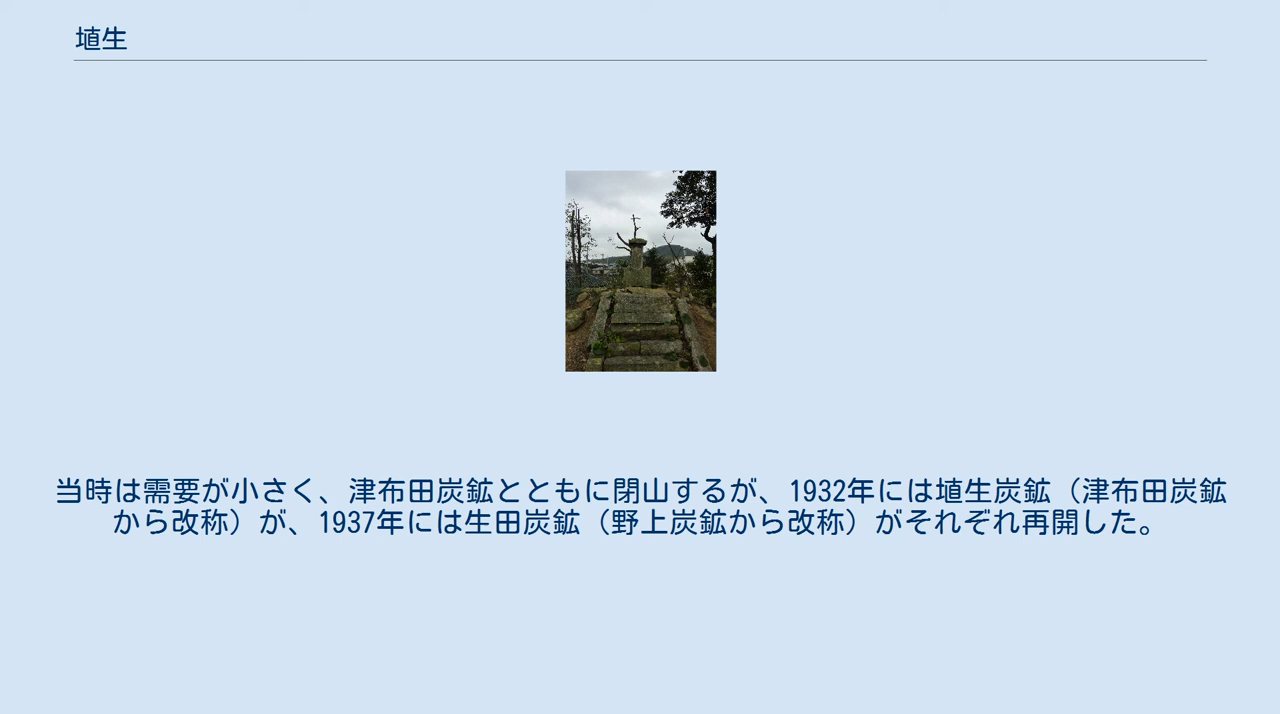 埴生
当時は需要が小さく、津布田炭鉱とともに閉山するが、1932年には埴生炭鉱（津布田炭鉱
から改称）が、1937年には生田炭鉱（野上炭鉱から改称）がそれぞれ再開した。